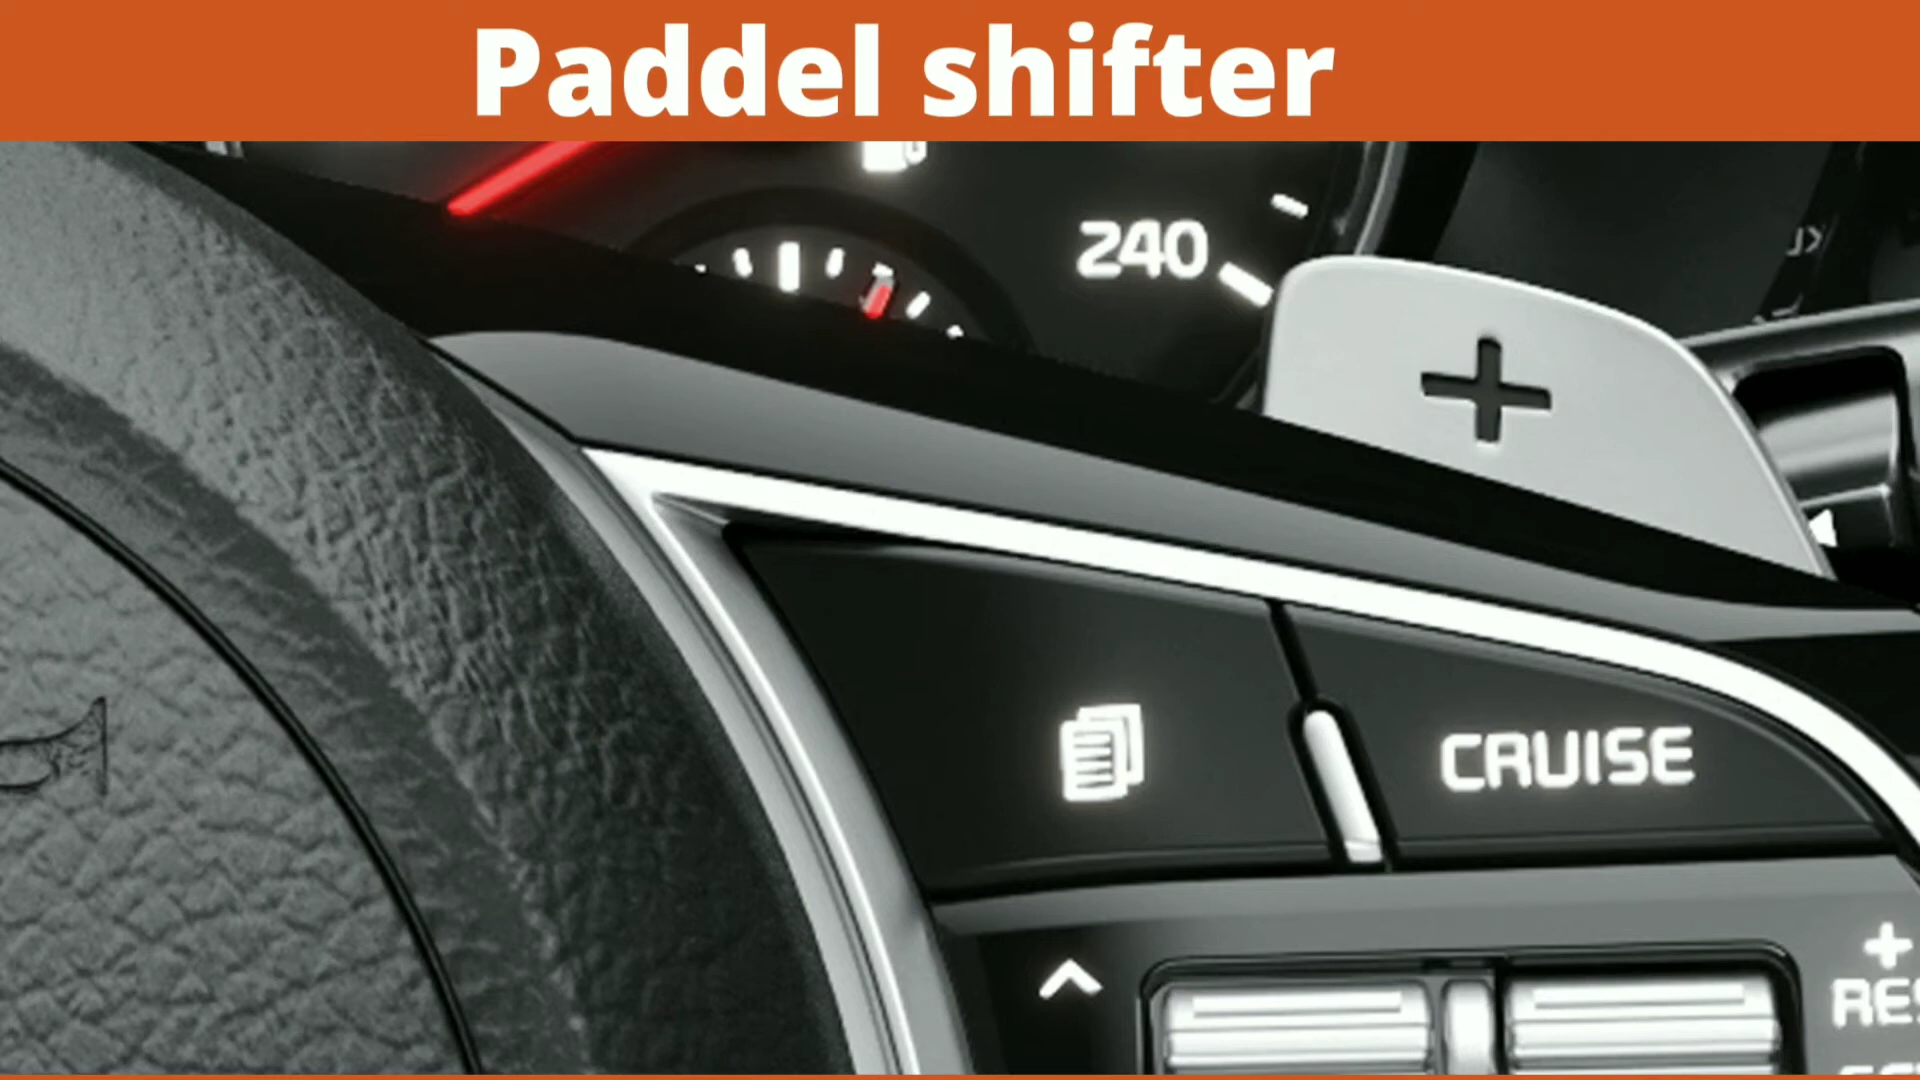 Paddel shifter
240
+
CRUISE
+